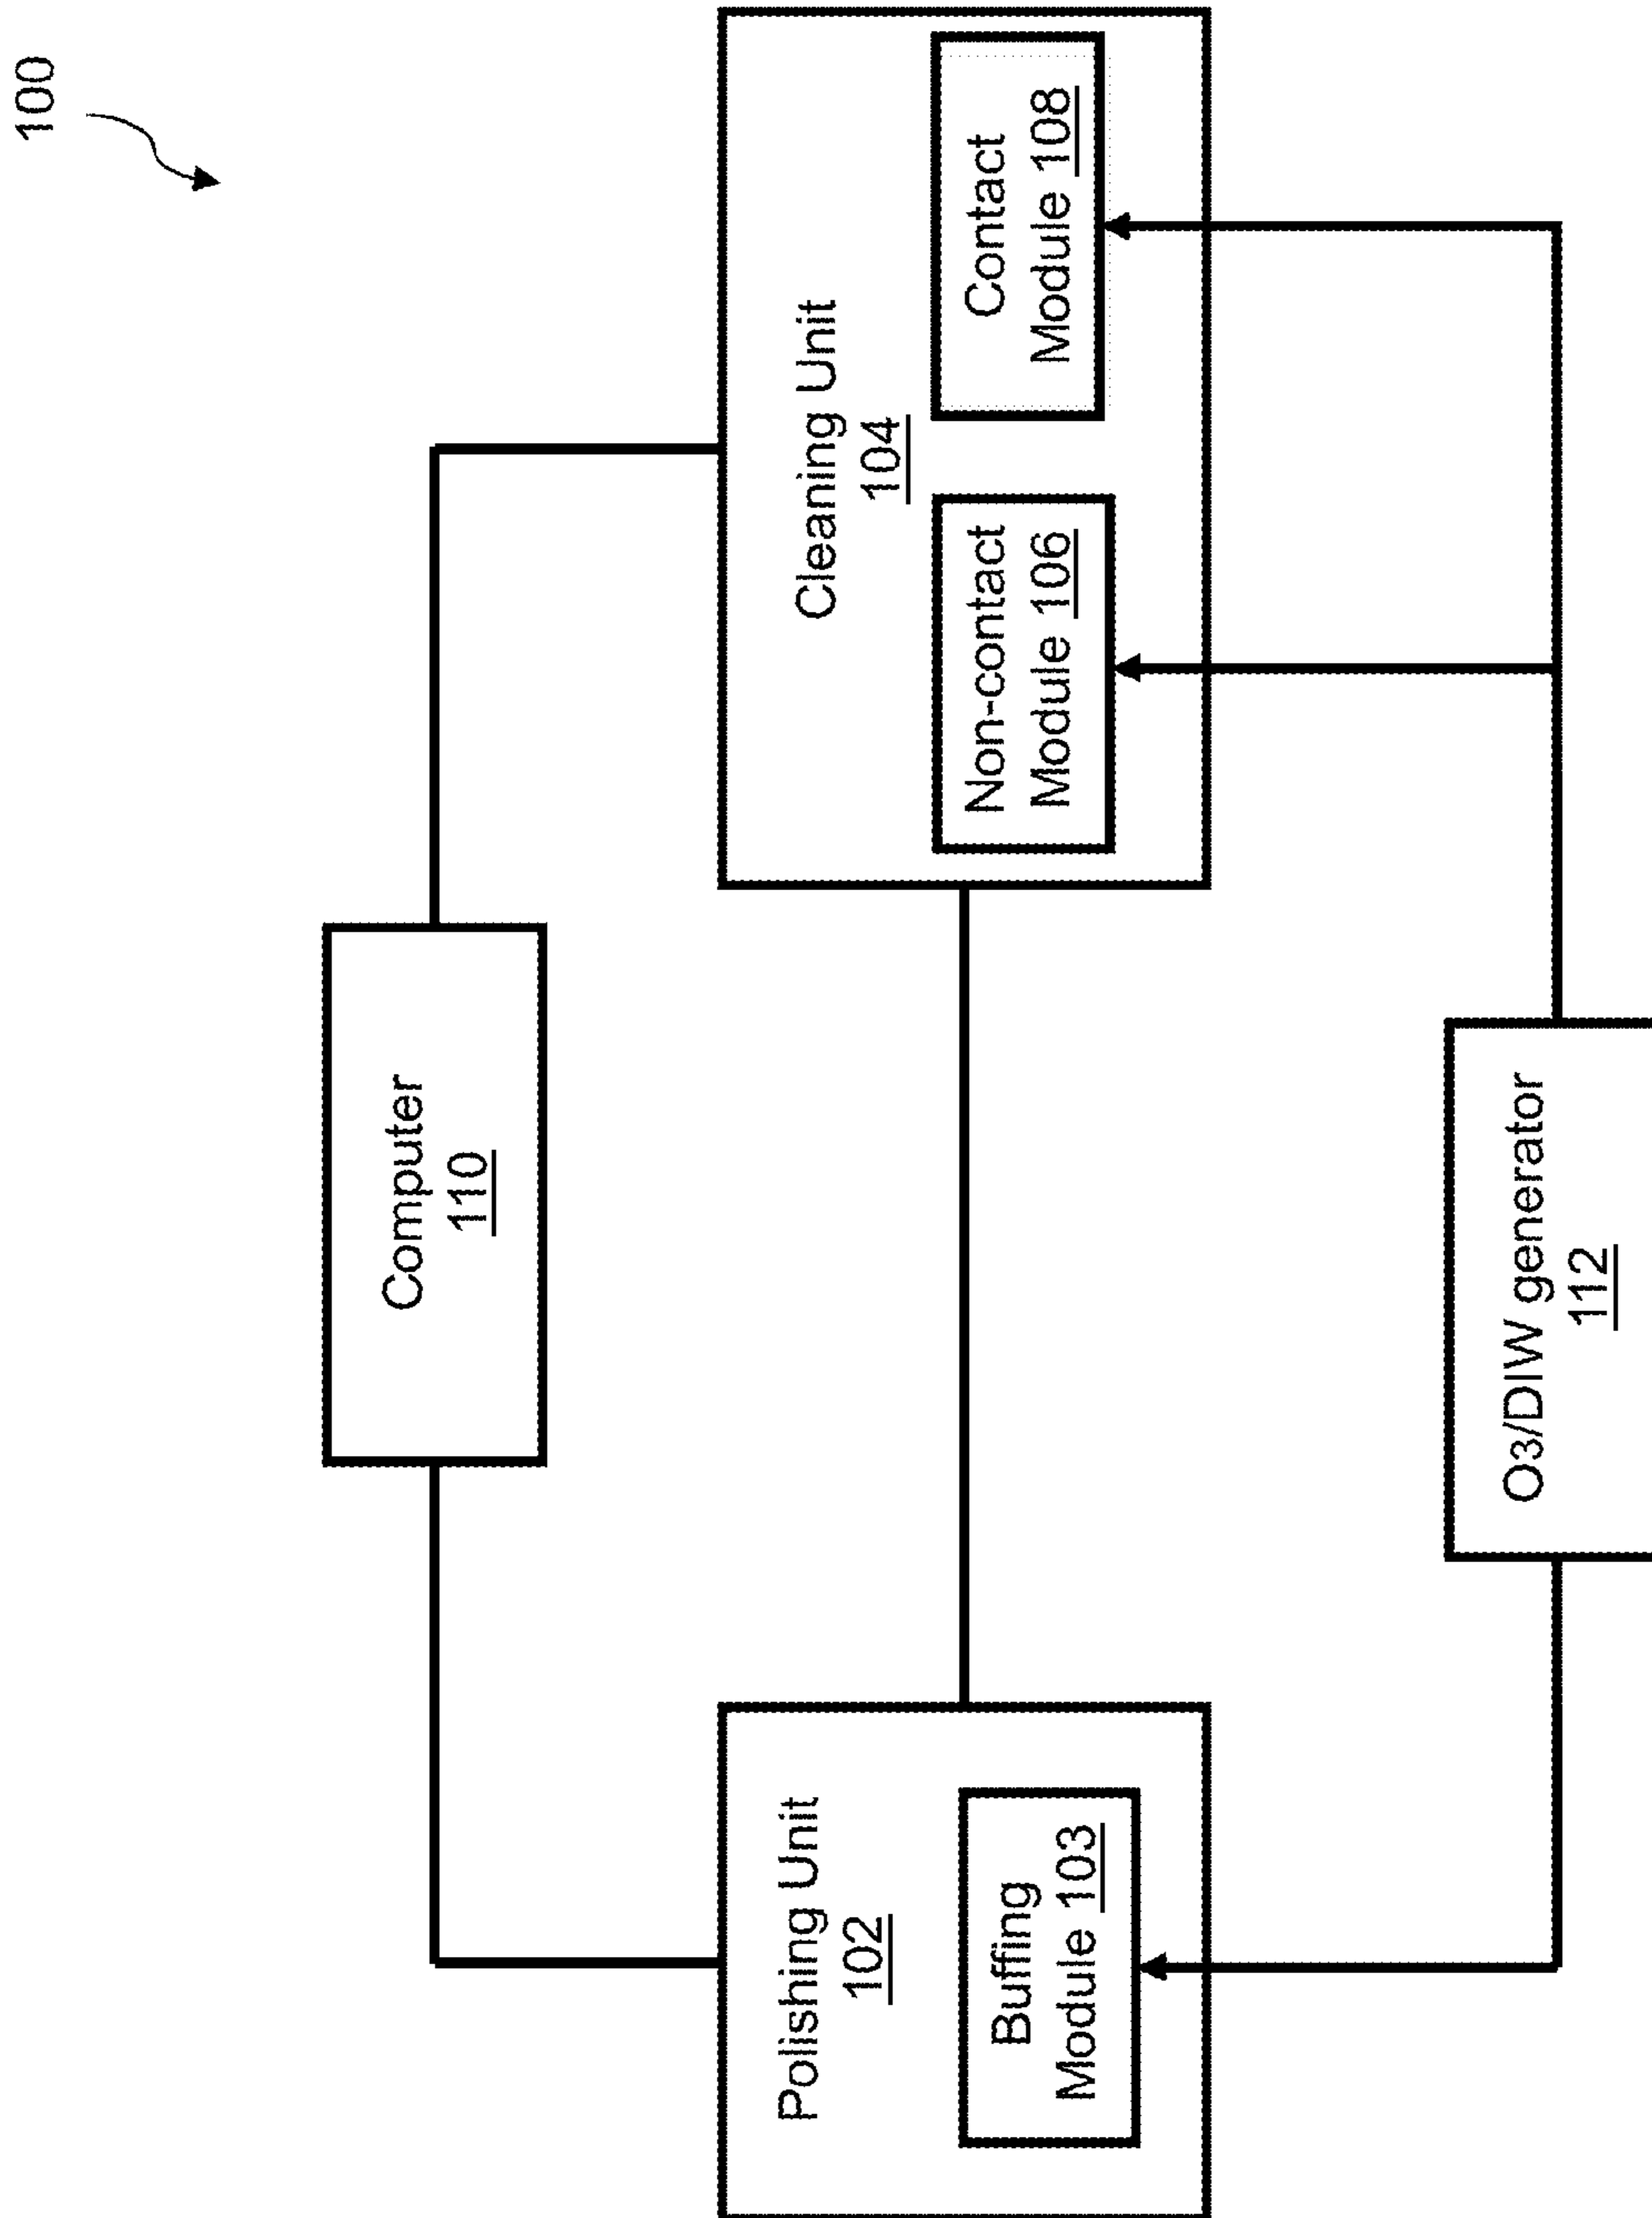 100
Computer
110
Polishing Unit
102
Buffing
Module 103
Cleaning Unit
104
Non-contact
Module 106
Contact
Module 108
O3/DIW generator
112